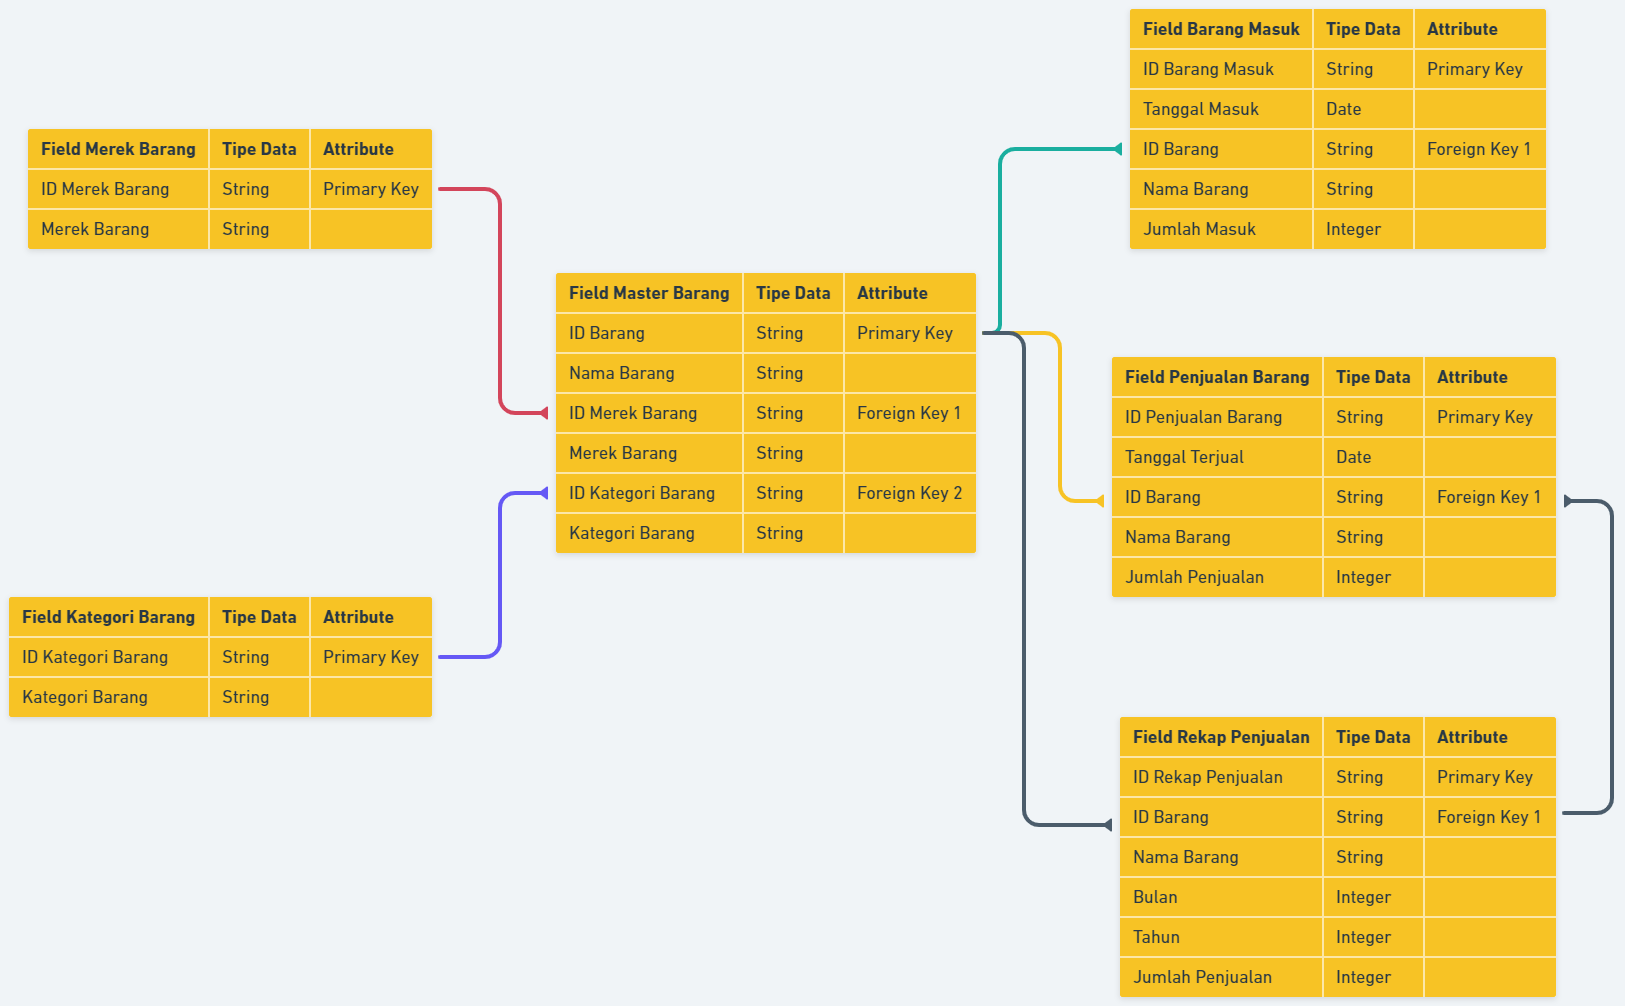 Field Merek Barang Tipe Data Attribute
ID Merek Barang String Primary Key
Merek Barang String
Field Kategori Barang Tipe Data Attribute
ID Kategori Barang String Primary Key
Kategori Barang String
Field Master Barang Tipe Data Attribute
ID Barang String Primary Key
Nama Barang String
ID Merek Barang String Foreign Key 1
Merek Barang String
ID Kategori Barang String Foreign Key 2
Kategori Barang String
Field Barang Masuk Tipe Data Attribute
ID Barang Masuk String Primary Key
Tanggal Masuk Date
ID Barang String Foreign Key 1
Nama Barang String
Jumlah Masuk Integer
Field Penjualan Barang Tipe Data Attribute
ID Penjualan Barang String Primary Key
Tanggal Terjual Date
ID Barang String Foreign Key 1
Nama Barang String
Jumlah Penjualan Integer
Field Rekap Penjualan Tipe Data Attribute
ID Rekap Penjualan String Primary Key
ID Barang String Foreign Key 1
Nama Barang String
Bulan Integer
Tahun Integer
Jumlah Penjualan Integer